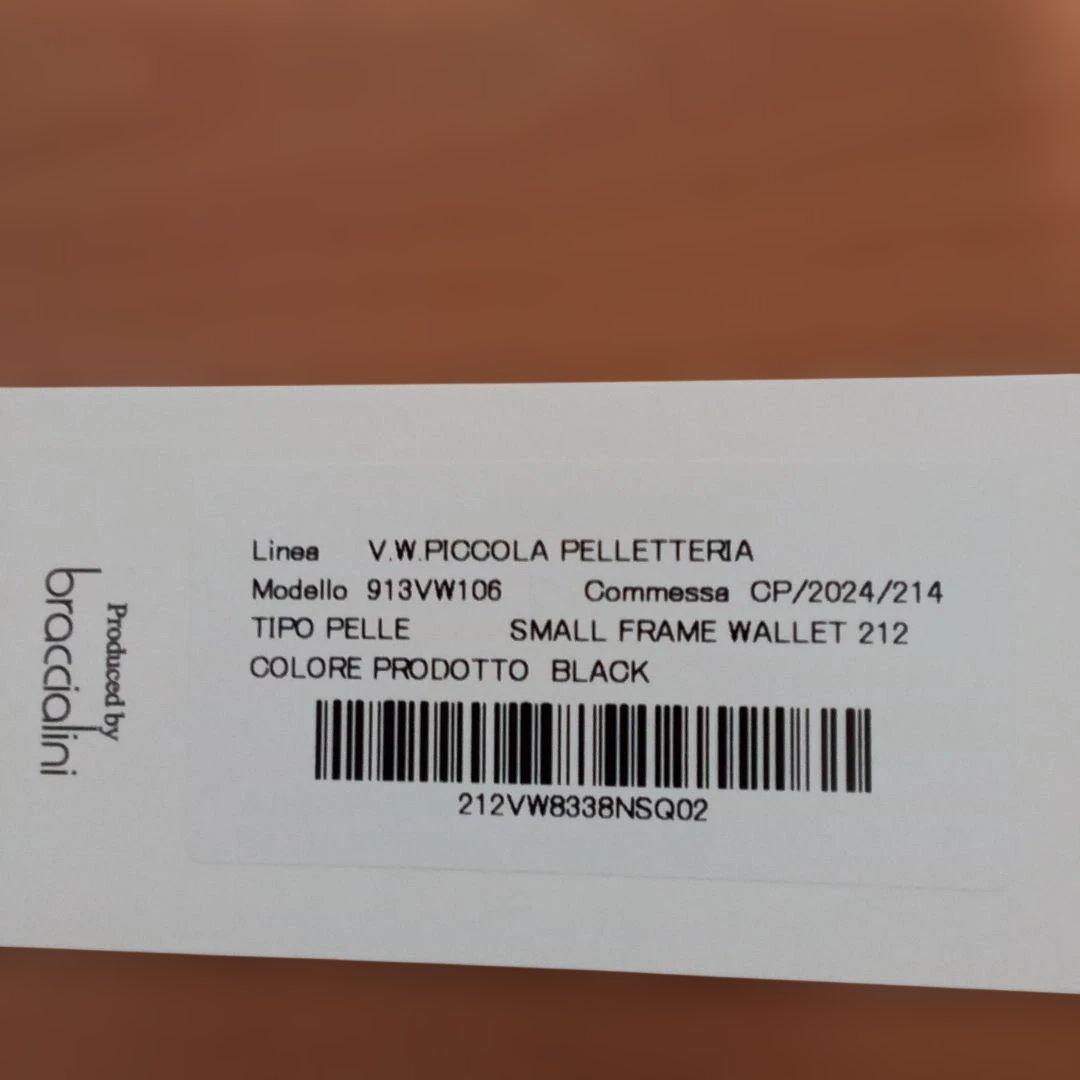 Linea V.W.PICCOLA PELLETTERIA
Modello 913VW106 Commessa CP/2024/214
TIPO PELLE SMALL FRAME WALLET 212
COLORE PRODOTTO BLACK
212VW8338NSQ02
Produced by
braccialini